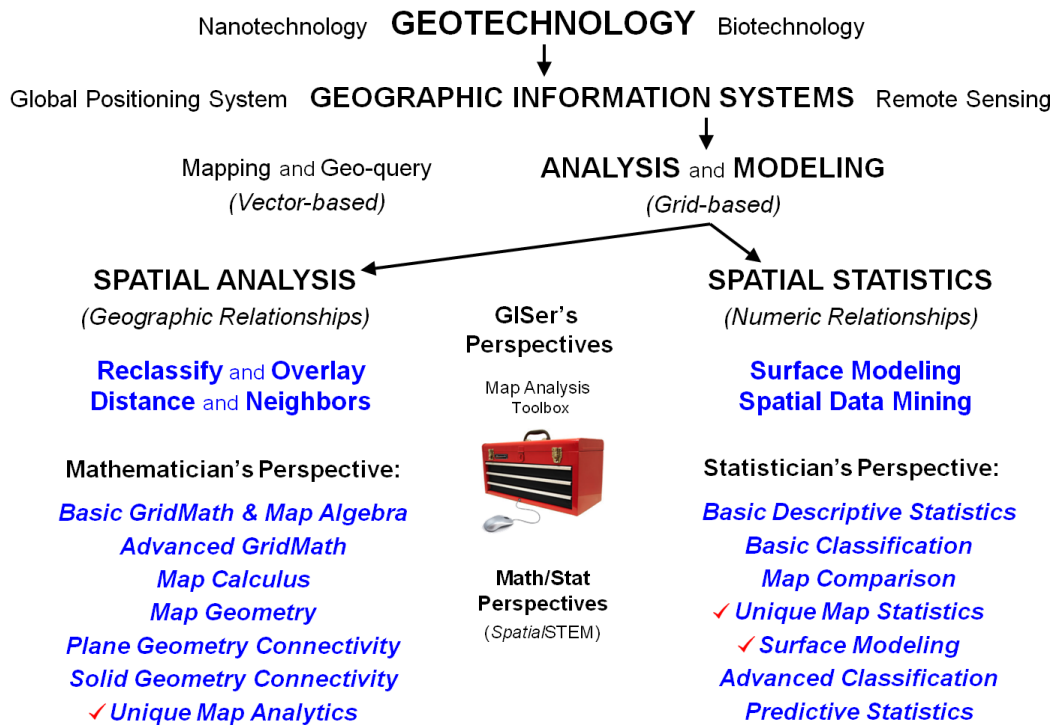 Nanotechnology GEOTECHNOLOGY Biotechnology
Global Positioning System GEOGRAPHIC INFORMATION SYSTEMS Remote Sensing
Mapping and Geo-query
(Vector-based)
ANALYSIS and MODELING
(Grid-based)
SPATIAL ANALYSIS
(Geographic Relationships)
Reclassify and Overlay
Distance and Neighbors
Mathematician's Perspective:
Basic GridMath & Map Algebra
Advanced GridMath
Map Calculus
Map Geometry
Plane Geometry Connectivity
Solid Geometry Connectivity
✓ Unique Map Analytics
GISer's
Perspectives
Map Analysis
Toolbox
Math/Stat
Perspectives
(SpatialSTEM)
SPATIAL STATISTICS
(Numeric Relationships)
Surface Modeling
Spatial Data Mining
Statistician's Perspective:
Basic Descriptive Statistics
Basic Classification
Map Comparison
✓ Unique Map Statistics
✓ Surface Modeling
Advanced Classification
Predictive Statistics